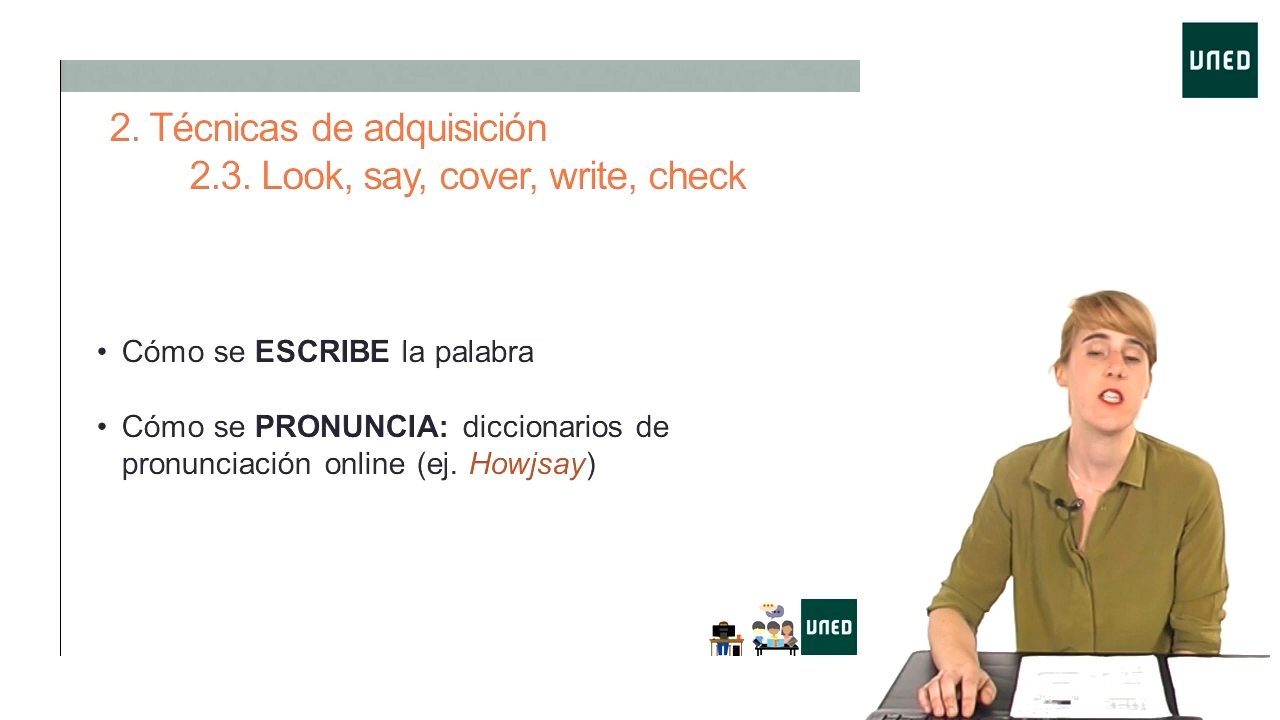 UNED
2. Técnicas de adquisición
2.3. Look, say, cover, write, check
• Cómo se ESCRIBE la palabra
• Cómo se PRONUNCIA: diccionarios de
pronunciación online (ej. Howjsay)
UNED